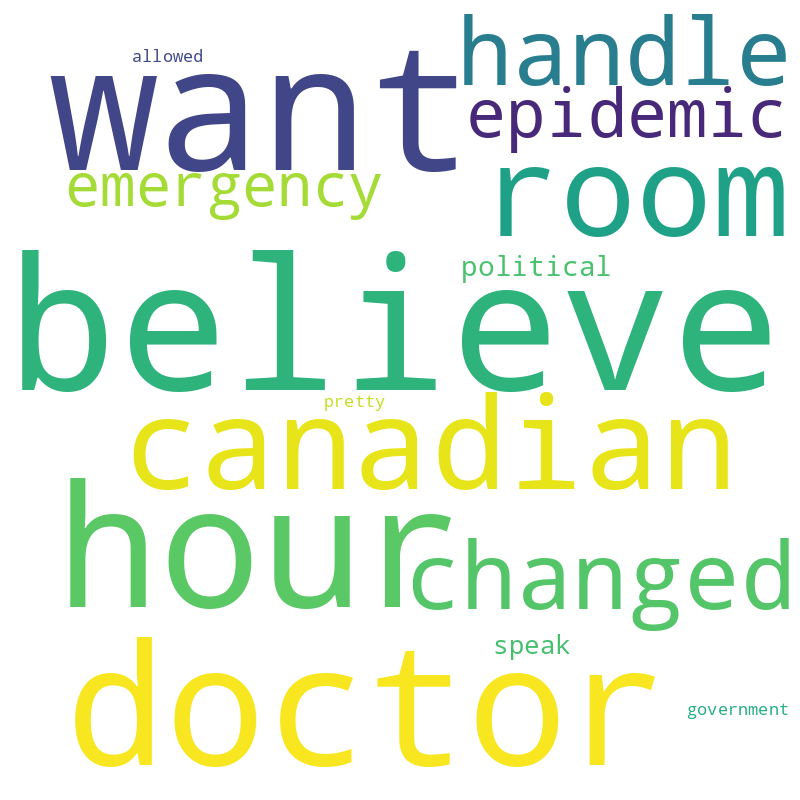 allowed
want
handle
epidemic
emergency
room
believe
political
canadian
pretty
hour
changed
doctor
speak
government